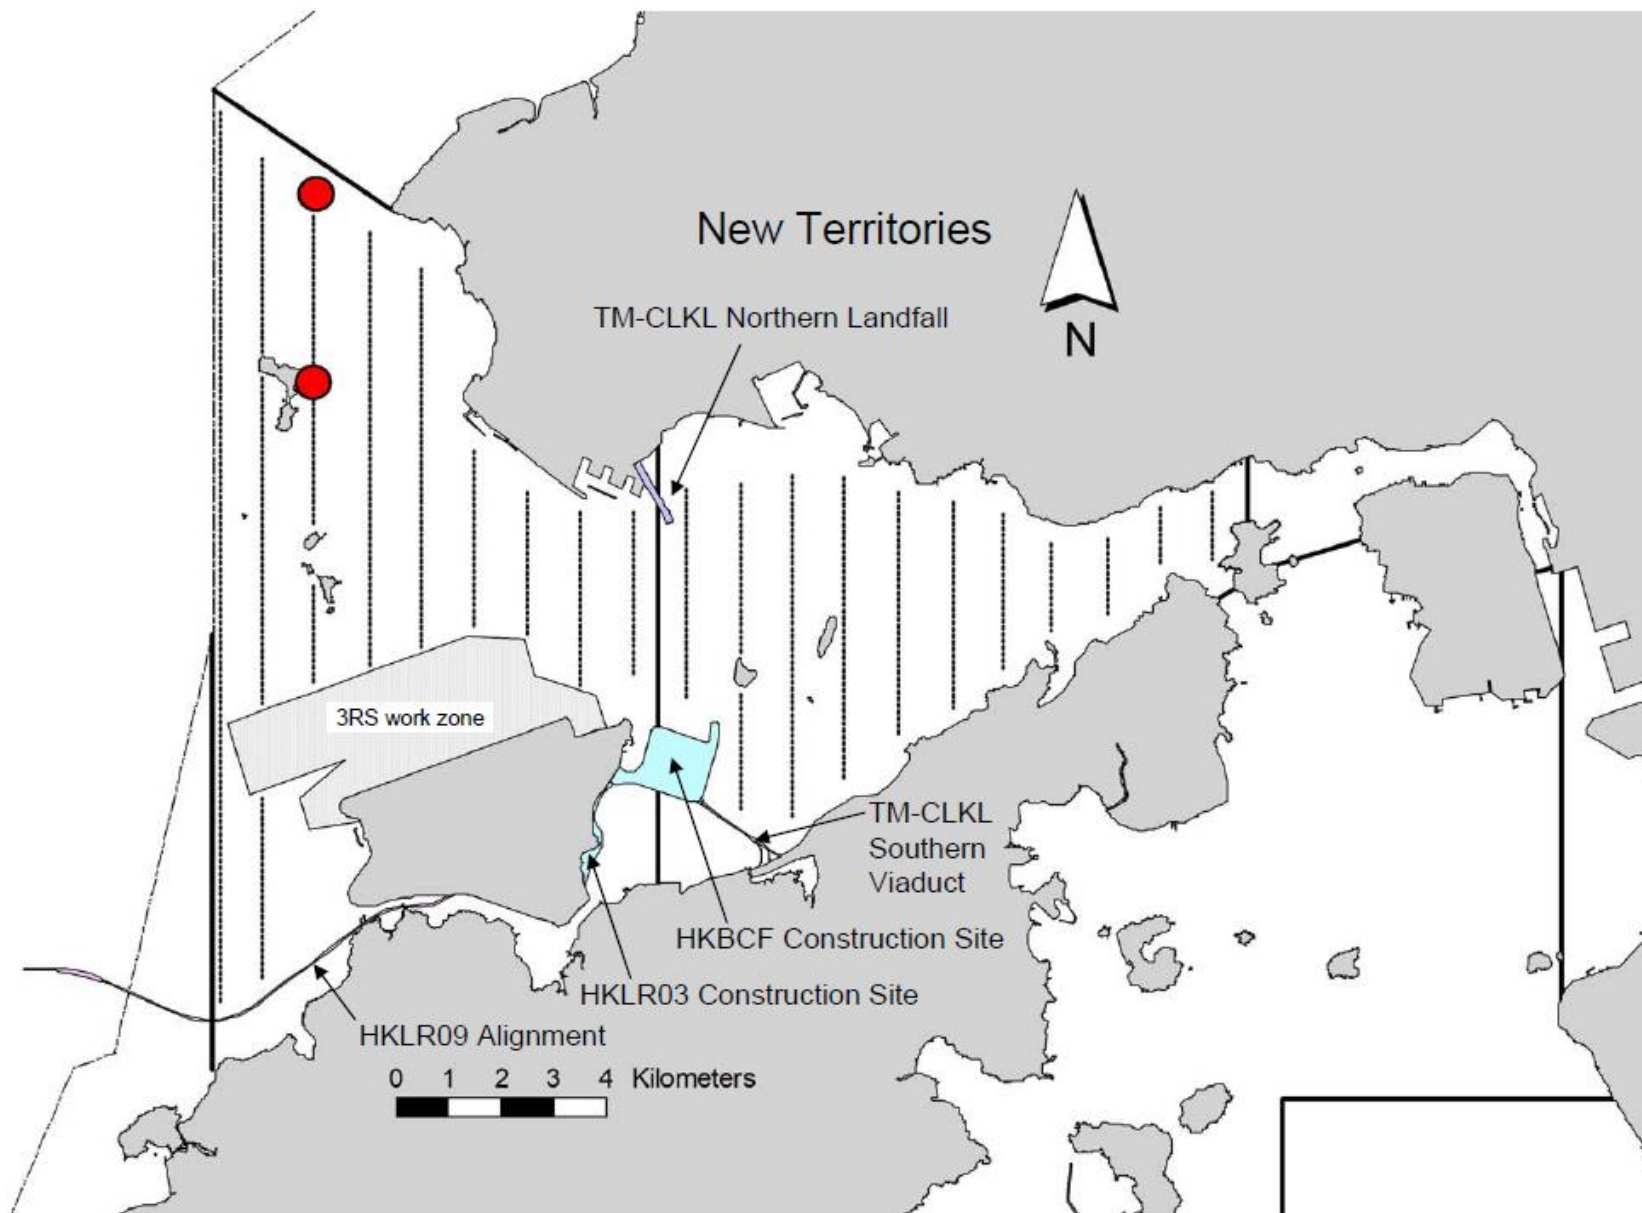 New Territories
TM-CLKL Northern Landfall
N
3RS work zone
TM-CLKL
Southern
Viaduct
HKBCF Construction Site
HKLR03 Construction Site
HKLR09 Alignment
0 1 2 3 4 Kilometers